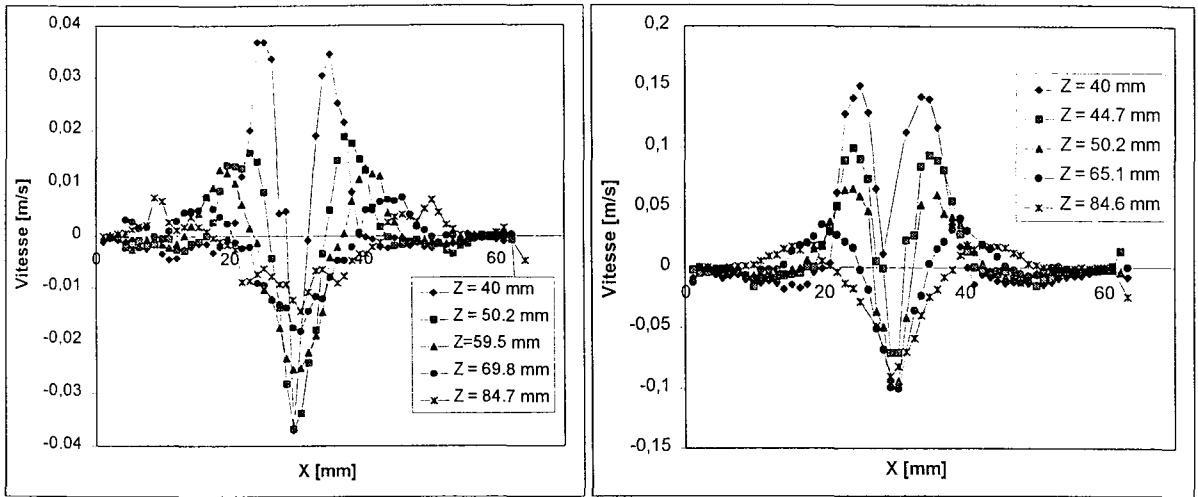 Vitesse [m/s]
0,04
0,03
0,02
0,01
0
-0,01
-0,02
-0,03
-0,04
0
20
40
60
X [mm]
Z = 40 mm
Z = 50.2 mm
Z=59.5 mm
Z = 69.8 mm
Z = 84.7 mm
Vitesse [m/s]
0,2
0,15
0,1
0,05
0
-0,05
-0,1
-0,15
0
20
40
60
X [mm]
Z = 40 mm
Z = 44.7 mm
Z = 50.2 mm
Z = 65.1 mm
Z = 84.6 mm